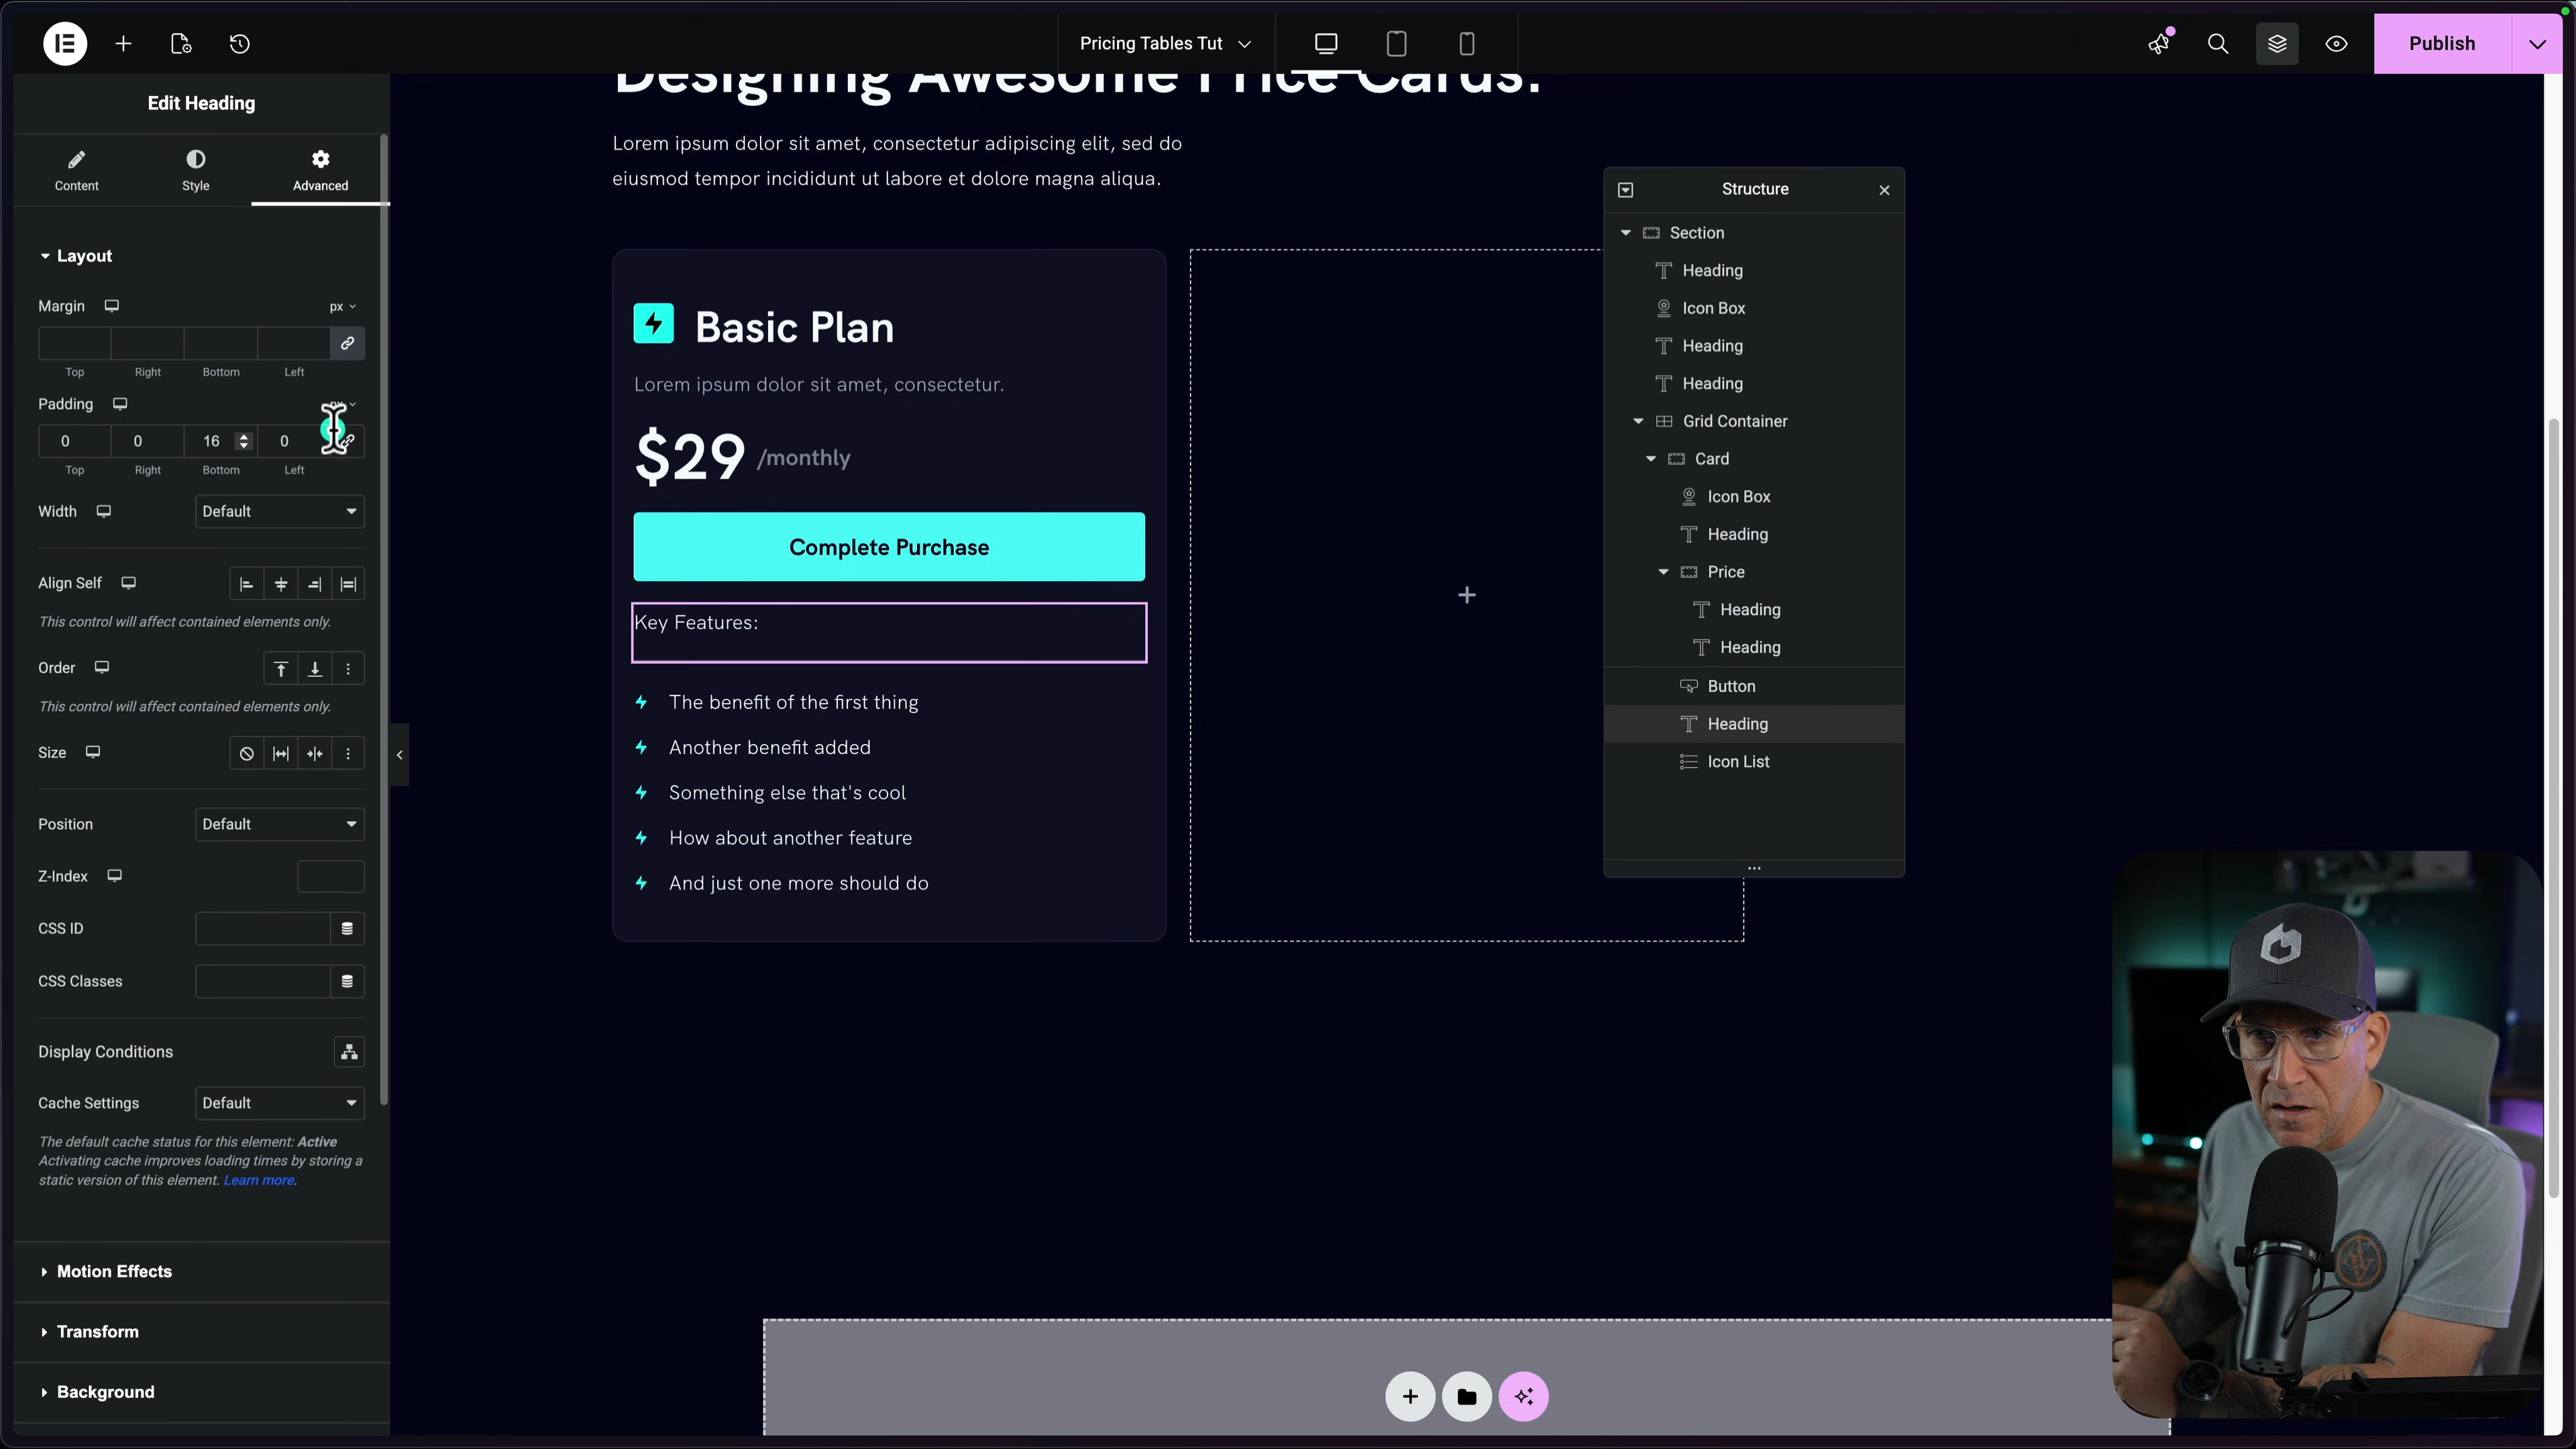 Pricing Tables Tut
Publish
Edit Heading
Content
Style
Advanced
Layout
Margin
px
Top
Right
Bottom
Left
Padding
0
0
16
0
Top
Right
Bottom
Left
Width
Default
Align Self
This control will affect contained elements only.
Order
This control will affect contained elements only.
Size
Position
Default
Z-Index
CSS ID
CSS Classes
Display Conditions
Cache Settings
Default
The default cache status for this element: Active
Activating cache improves loading times by storing a
static version of this element. Learn more.
Motion Effects
Transform
Background
Designing Awesome Price Cards.
Lorem ipsum dolor sit amet, consectetur adipiscing elit, sed do
eiusmod tempor incididunt ut labore et dolore magna aliqua.
Basic Plan
Lorem ipsum dolor sit amet, consectetur.
$29 /monthly
Complete Purchase
Key Features:
The benefit of the first thing
Another benefit added
Something else that's cool
How about another feature
And just one more should do
Structure
Section
Heading
Icon Box
Heading
Heading
Grid Container
Card
Icon Box
Heading
Price
Heading
Heading
Button
Heading
Icon List